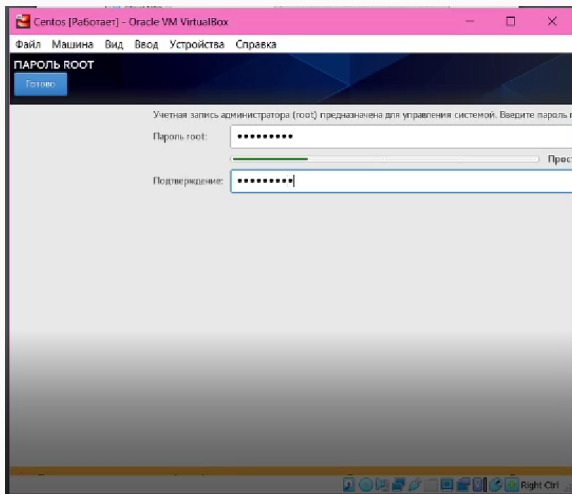 Centos [Работает] - Oracle VM VirtualBox
Файл Машина Вид Ввод Устройства Справка
ПАРОЛЬ ROOT
Готово
Учетная запись администратора (root) предназначена для управления системой. Введите пароль
Пароль root: •••••••••
Прос
Подтверждение: •••••••••
Right Ctrl